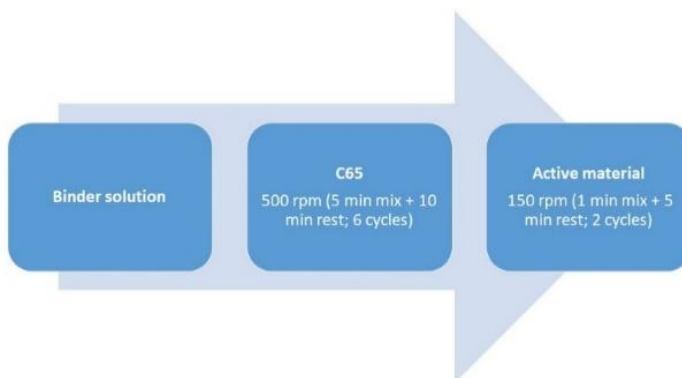 Binder solution
C65
500 rpm (5 min mix + 10
min rest; 6 cycles)
Active material
150 rpm (1 min mix + 5
min rest; 2 cycles)